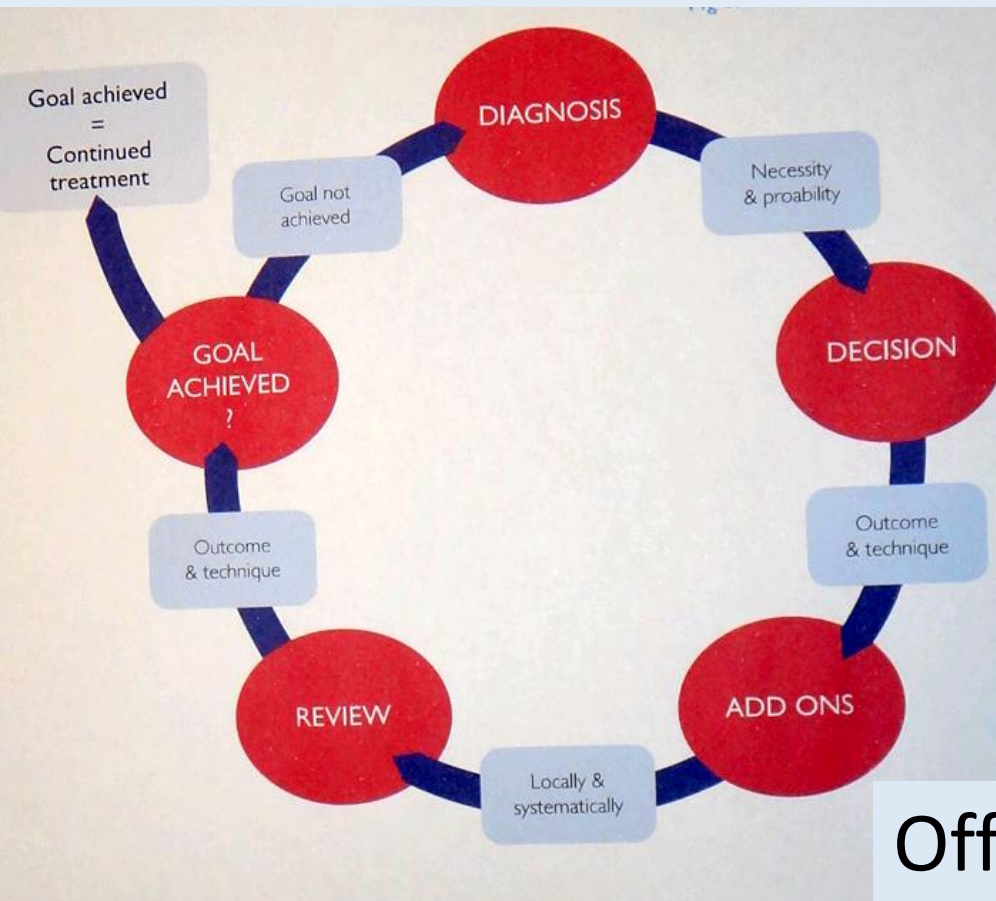 Goal achieved
=
Continued
treatment
Goal not
achieved
DIAGNOSIS
Necessity
& proability
DECISION
Outcome
& technique
ADD ONS
Locally &
systematically
REVIEW
Outcome
& technique
GOAL
ACHIEVED
?
Off